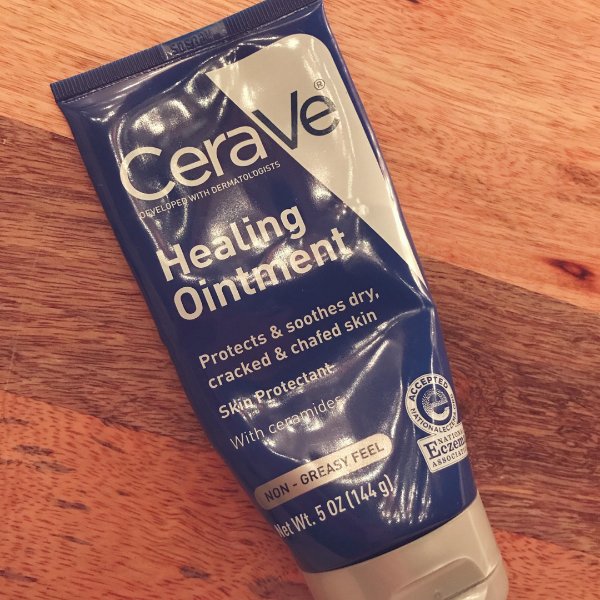 CeraVe®
DEVELOPED WITH DERMATOLOGISTS
Healing
Ointment
Protects & soothes dry,
cracked & chafed skin
Skin Protectant
With ceramides
NON - GREASY FEEL
Net Wt. 5 OZ (144 g)
ACCEPTED
e
NATIONAL
NATIONAL
Eczema
ASSOCIATION